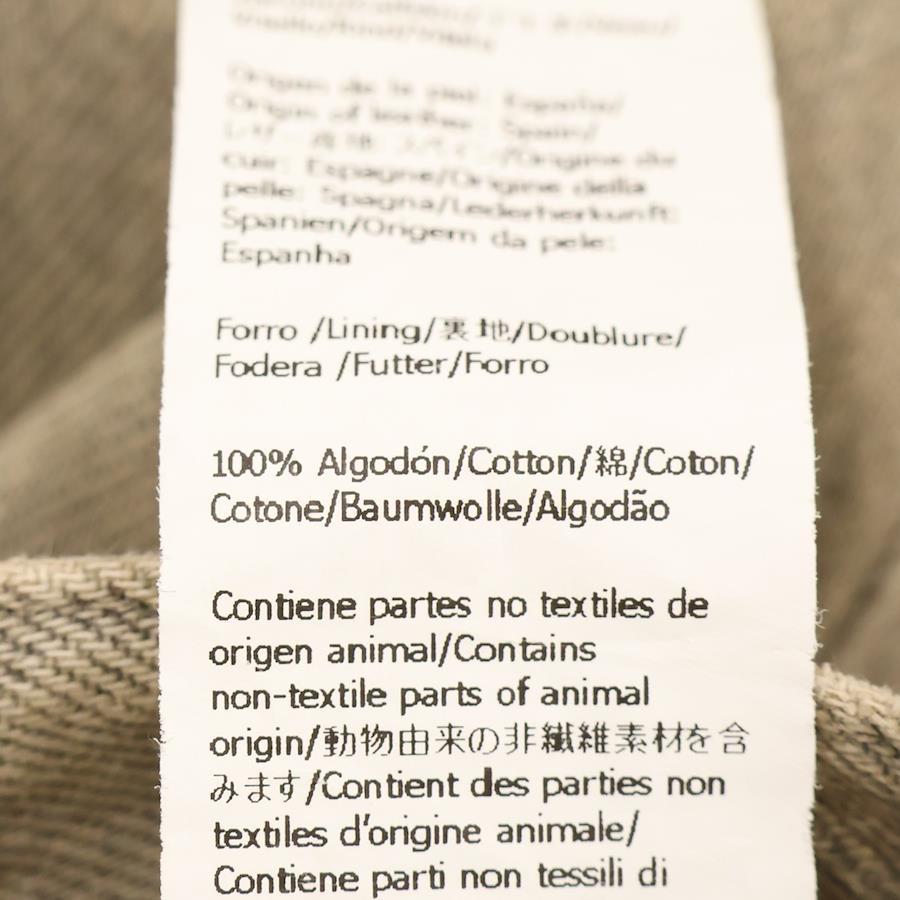 Origen de la piel: España/
Origin of leather: Spain/
レザー産地:スペイン/Origine du
cuir: Espagne/Origine della
pelle: Spagna/Lederherkunft:
Spanien/Origem da pele:
Espanha
Forro /Lining/裏地/Doublure/
Fodera /Futter/Forro
100% Algodón/Cotton/綿/Coton/
Cotone/Baumwolle/Algodão
Contiene partes no textiles de
origen animal/Contains
non-textile parts of animal
origin/動物由来の非繊維素材を含
みます/Contient des parties non
textiles d'origine animale/
Contiene parti non tessili di